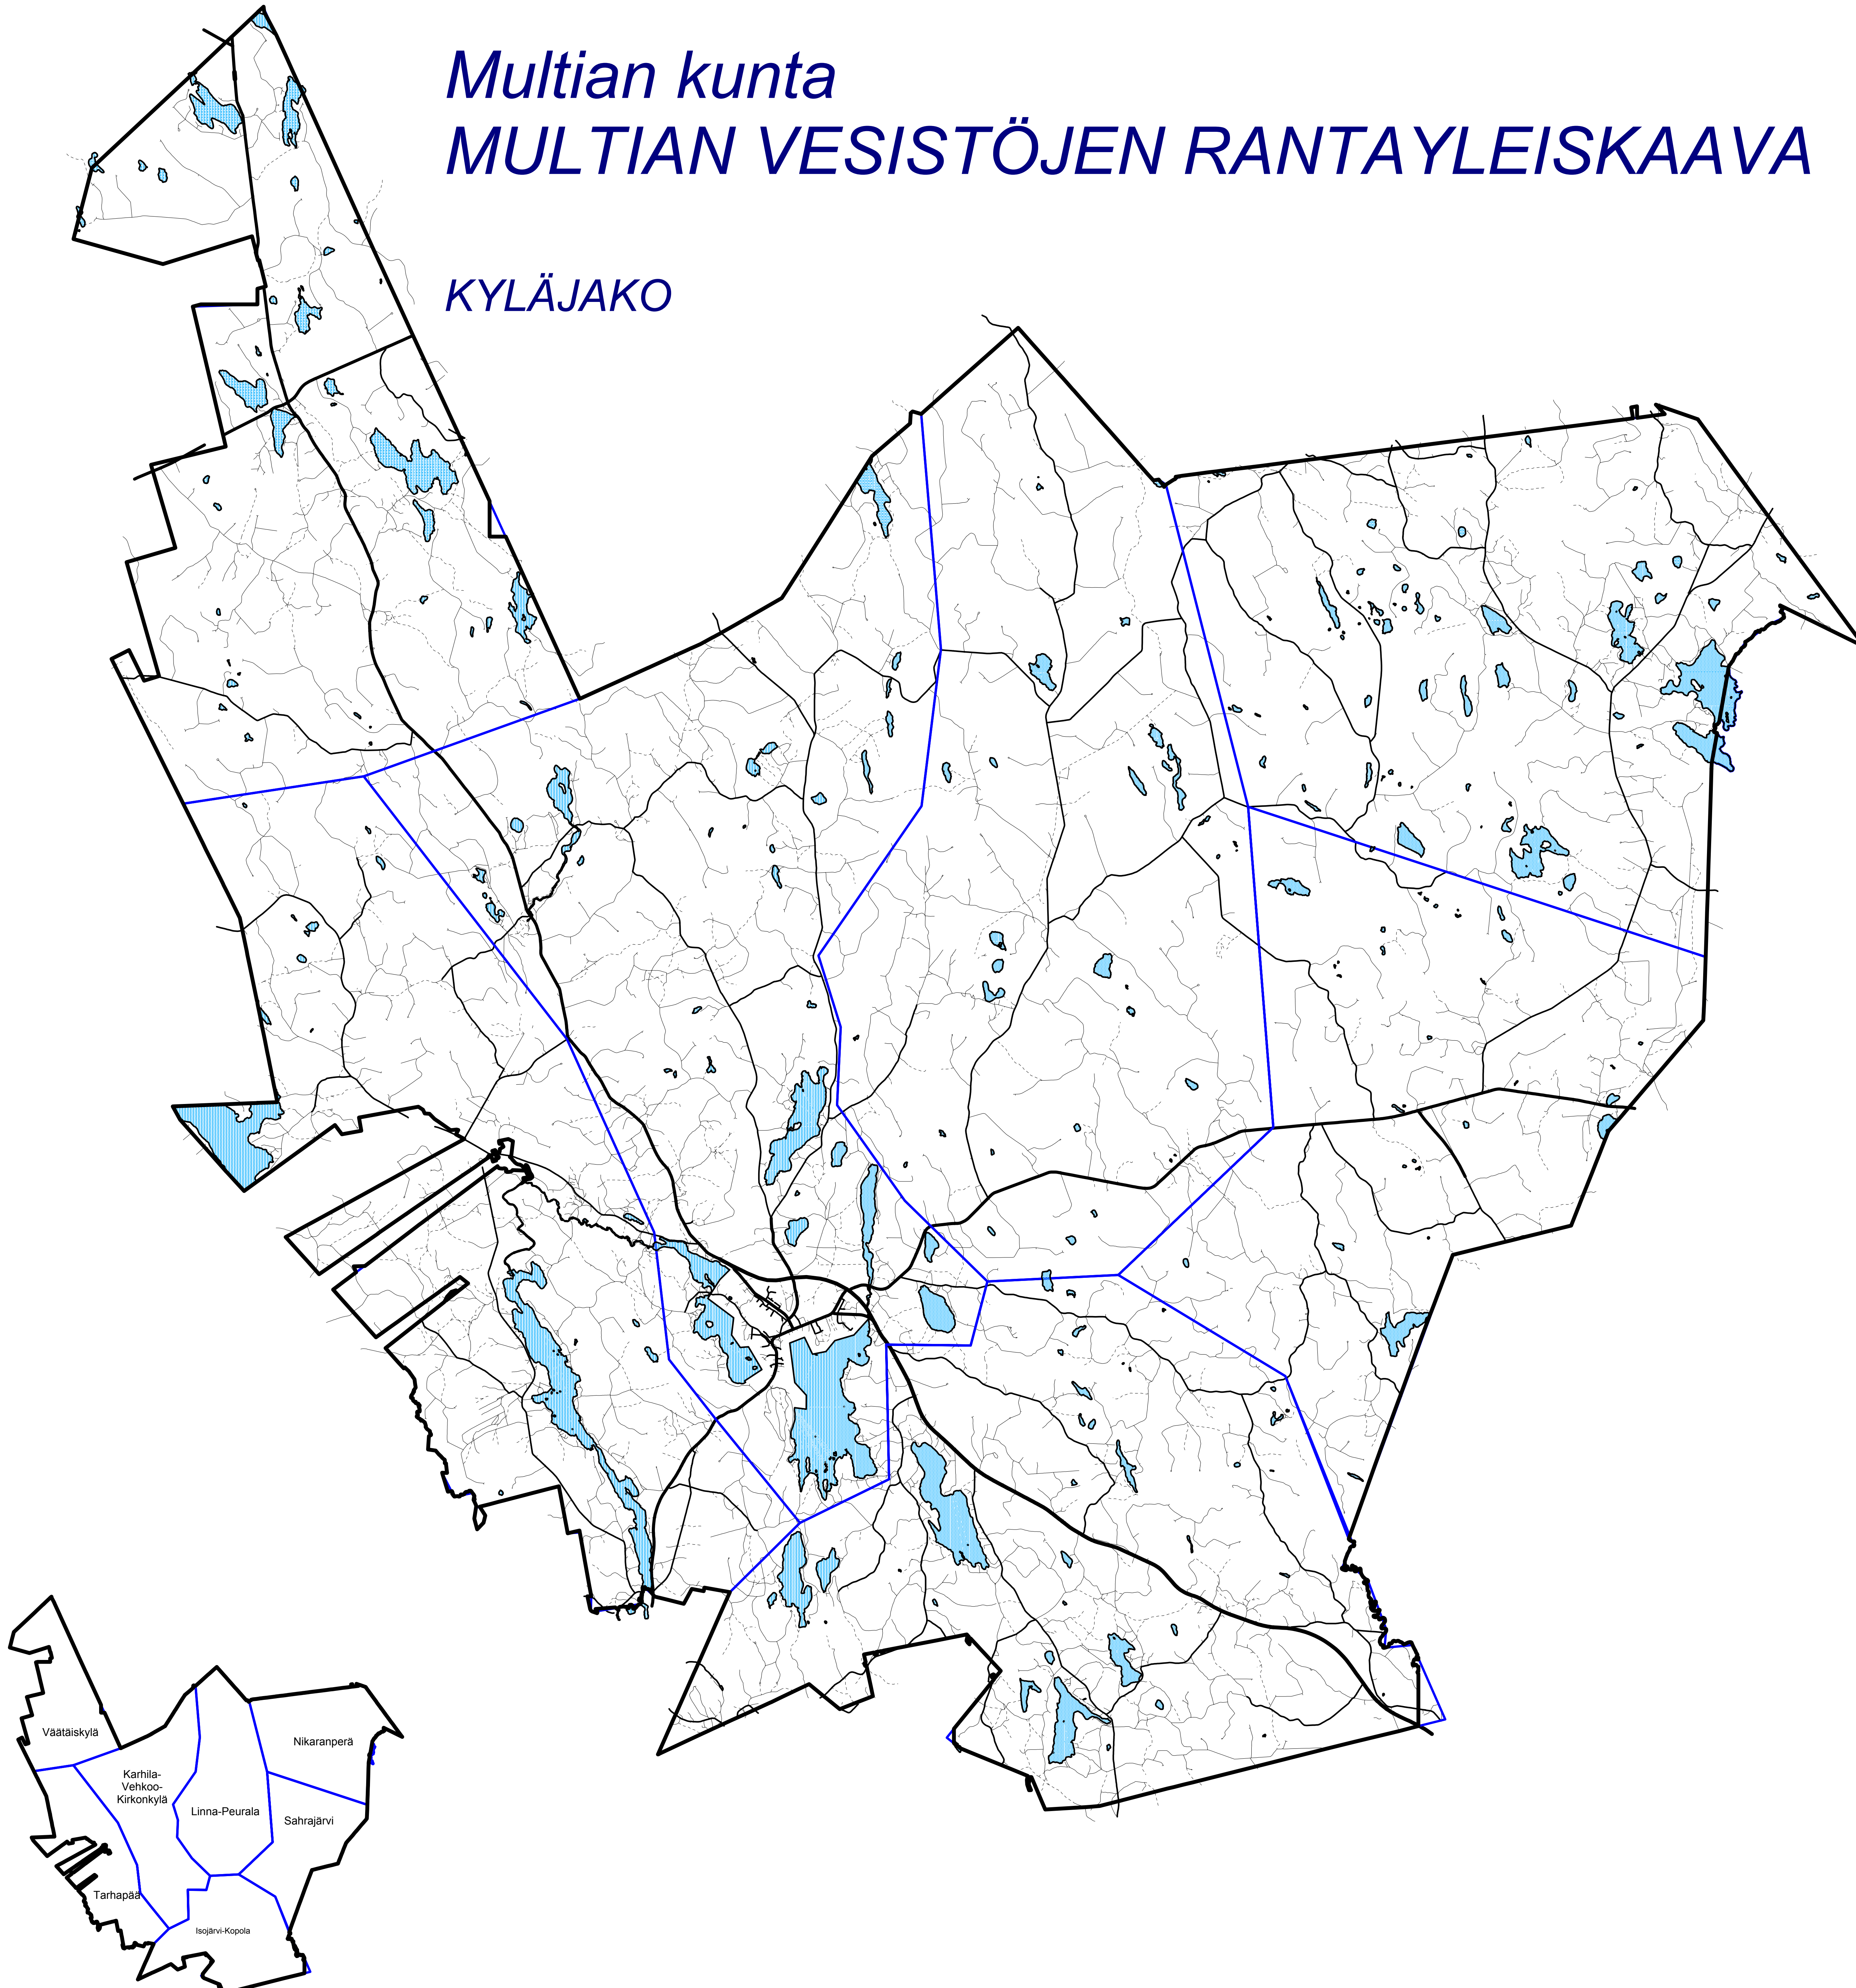 Multian kunta
MULTIAN VESISTÖJEN RANTAYLEISKAAVA
KYLÄJAKO
Väätäiskylä
Nikaranperä
Karhila-
Vehkoo-
Kirkonkylä
Linna-Peurala
Sahrajärvi
Tarhapää
Isojärvi-Kopola